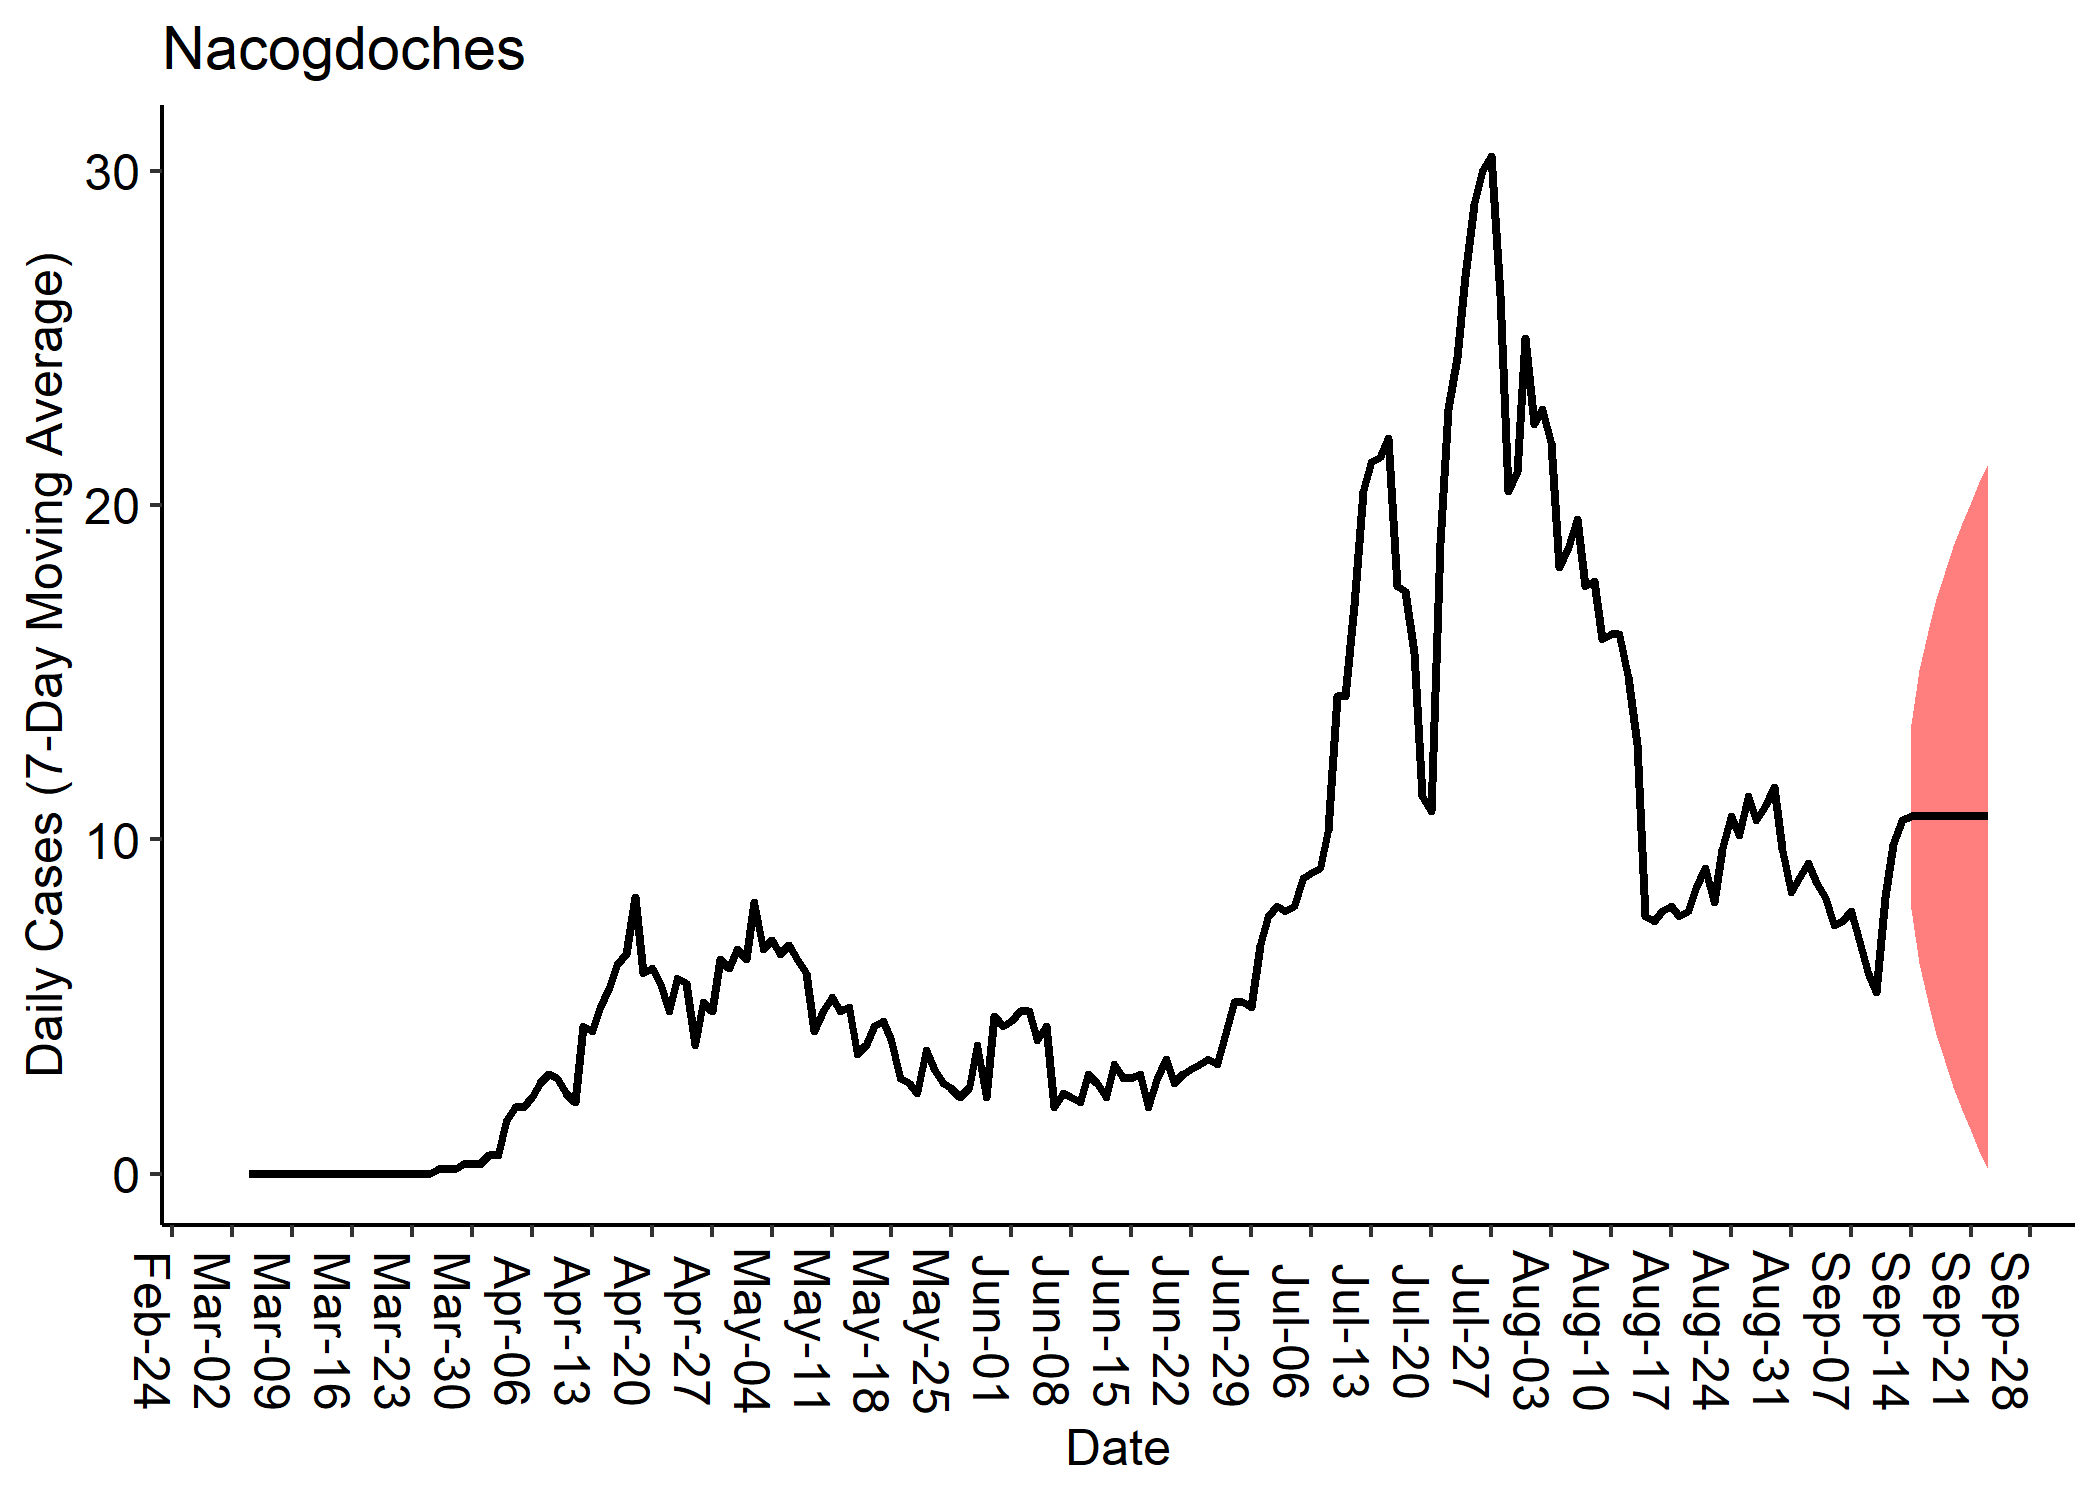 Nacogdoches
Daily Cases (7-Day Moving Average)
30
20
10
0
Feb-24
Mar-02
Mar-09
Mar-16
Mar-23
Mar-30
Apr-06
Apr-13
Apr-20
Apr-27
May-04
May-11
May-18
May-25
Jun-01
Jun-08
Jun-15
Jun-22
Jun-29
Jul-06
Jul-13
Jul-20
Jul-27
Aug-03
Aug-10
Aug-17
Aug-24
Aug-31
Sep-07
Sep-14
Sep-21
Sep-28
Date